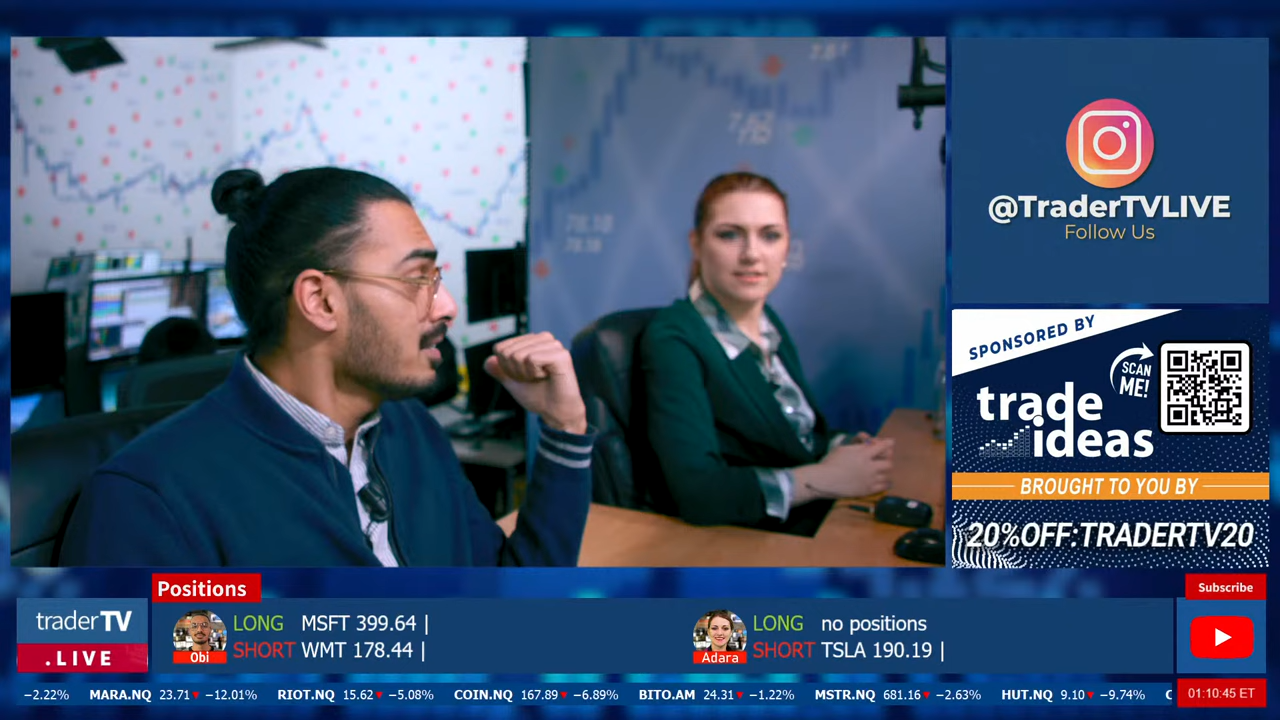 7.67
@TraderTVLIVE
Follow Us
SPONSORED BY
SCAN
ME!
trade
ideas
BROUGHT TO YOU BY
20%OFF:TRADERTV20
Positions
Subscribe
traderTV
.LIVE
Obi
LONG MSFT 399.64 |
SHORT WMT 178.44 |
Adara
LONG no positions
SHORT TSLA 190.19 |
−2.22% MARA.NQ 23.71▼ −12.01% RIOT.NQ 15.62▼ −5.08% COIN.NQ 167.89▼ −6.89% BITO.AM 24.31▼ −1.22% MSTR.NQ 681.16▼ −2.63% HUT.NQ 9.10▼ −9.74%
01:10:45 ET